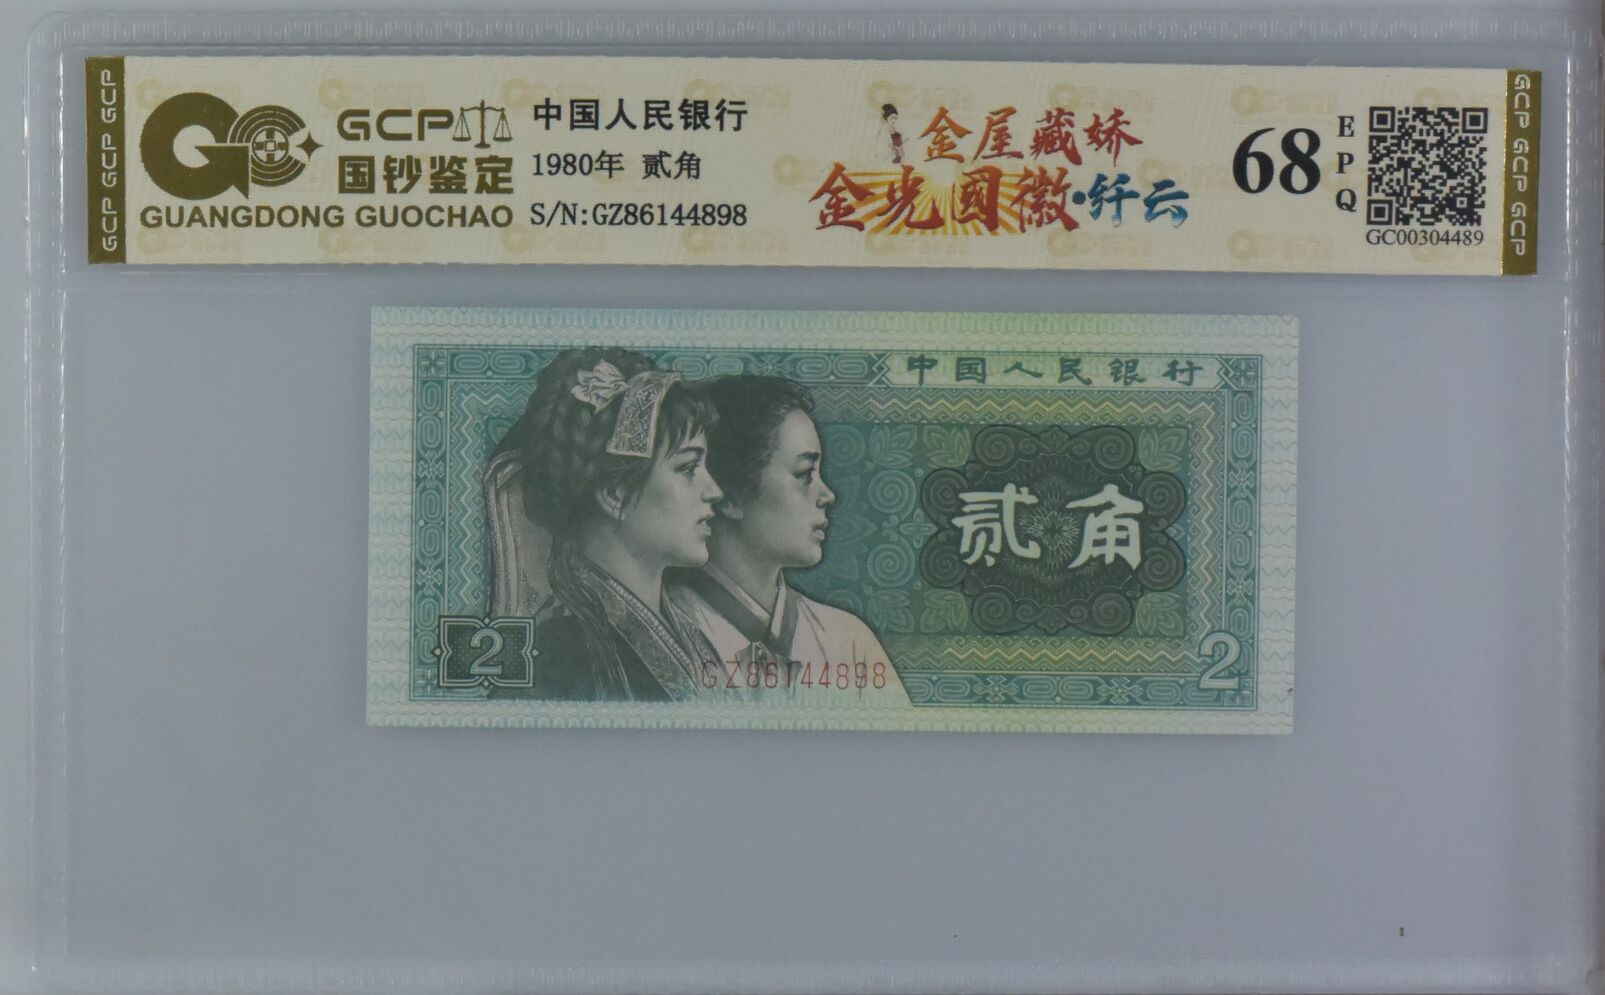 GCP GCP GCP
GCP
国钞鉴定
GUANGDONG GUOCHAO
中国人民银行
1980年 贰角
S/N:GZ86144898
金屋藏娇
金光國徽·纤云
68
EPQ
GC00304489
GCP GCP GCP
中国人民银行
贰角
2
GZ86144898
2